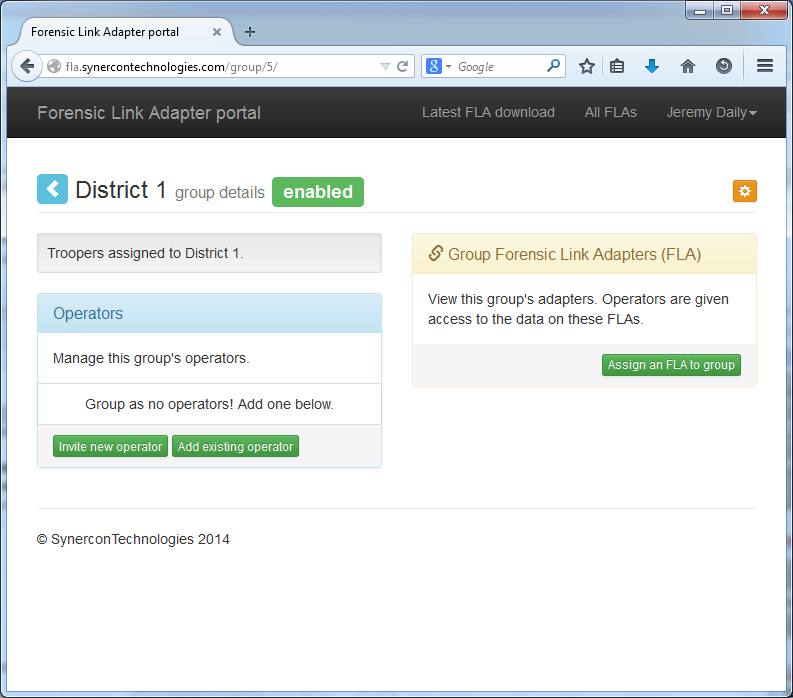 Forensic Link Adapter portal
fla.synercontechnologies.com/group/5/
Google
Forensic Link Adapter portal
Latest FLA download
All FLAs
Jeremy Daily
District 1 group details enabled
Troopers assigned to District 1.
Operators
Manage this group's operators.
Group as no operators! Add one below.
Invite new operator
Add existing operator
Group Forensic Link Adapters (FLA)
View this group's adapters. Operators are given
access to the data on these FLAs.
Assign an FLA to group
© SynerconTechnologies 2014